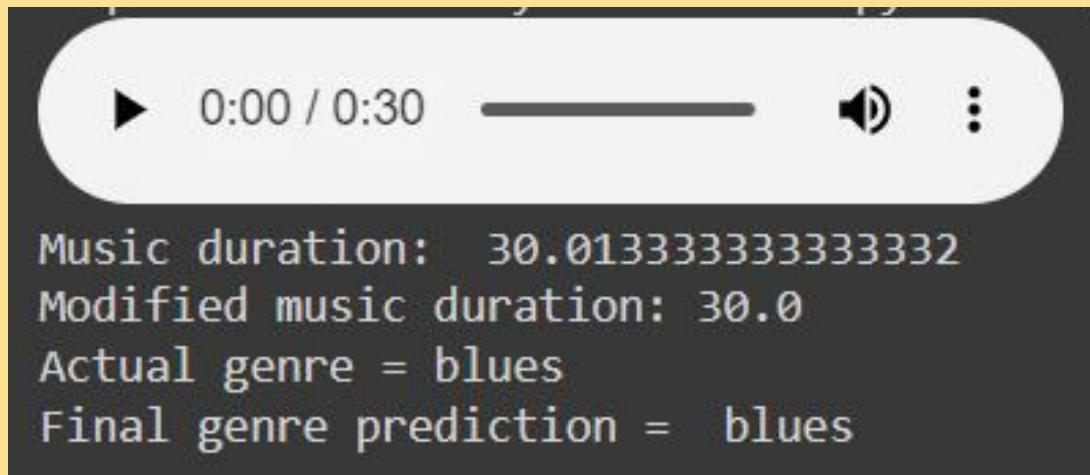 0:00 / 0:30
Music duration:  30.013333333333332
Modified music duration: 30.0
Actual genre = blues
Final genre prediction =  blues